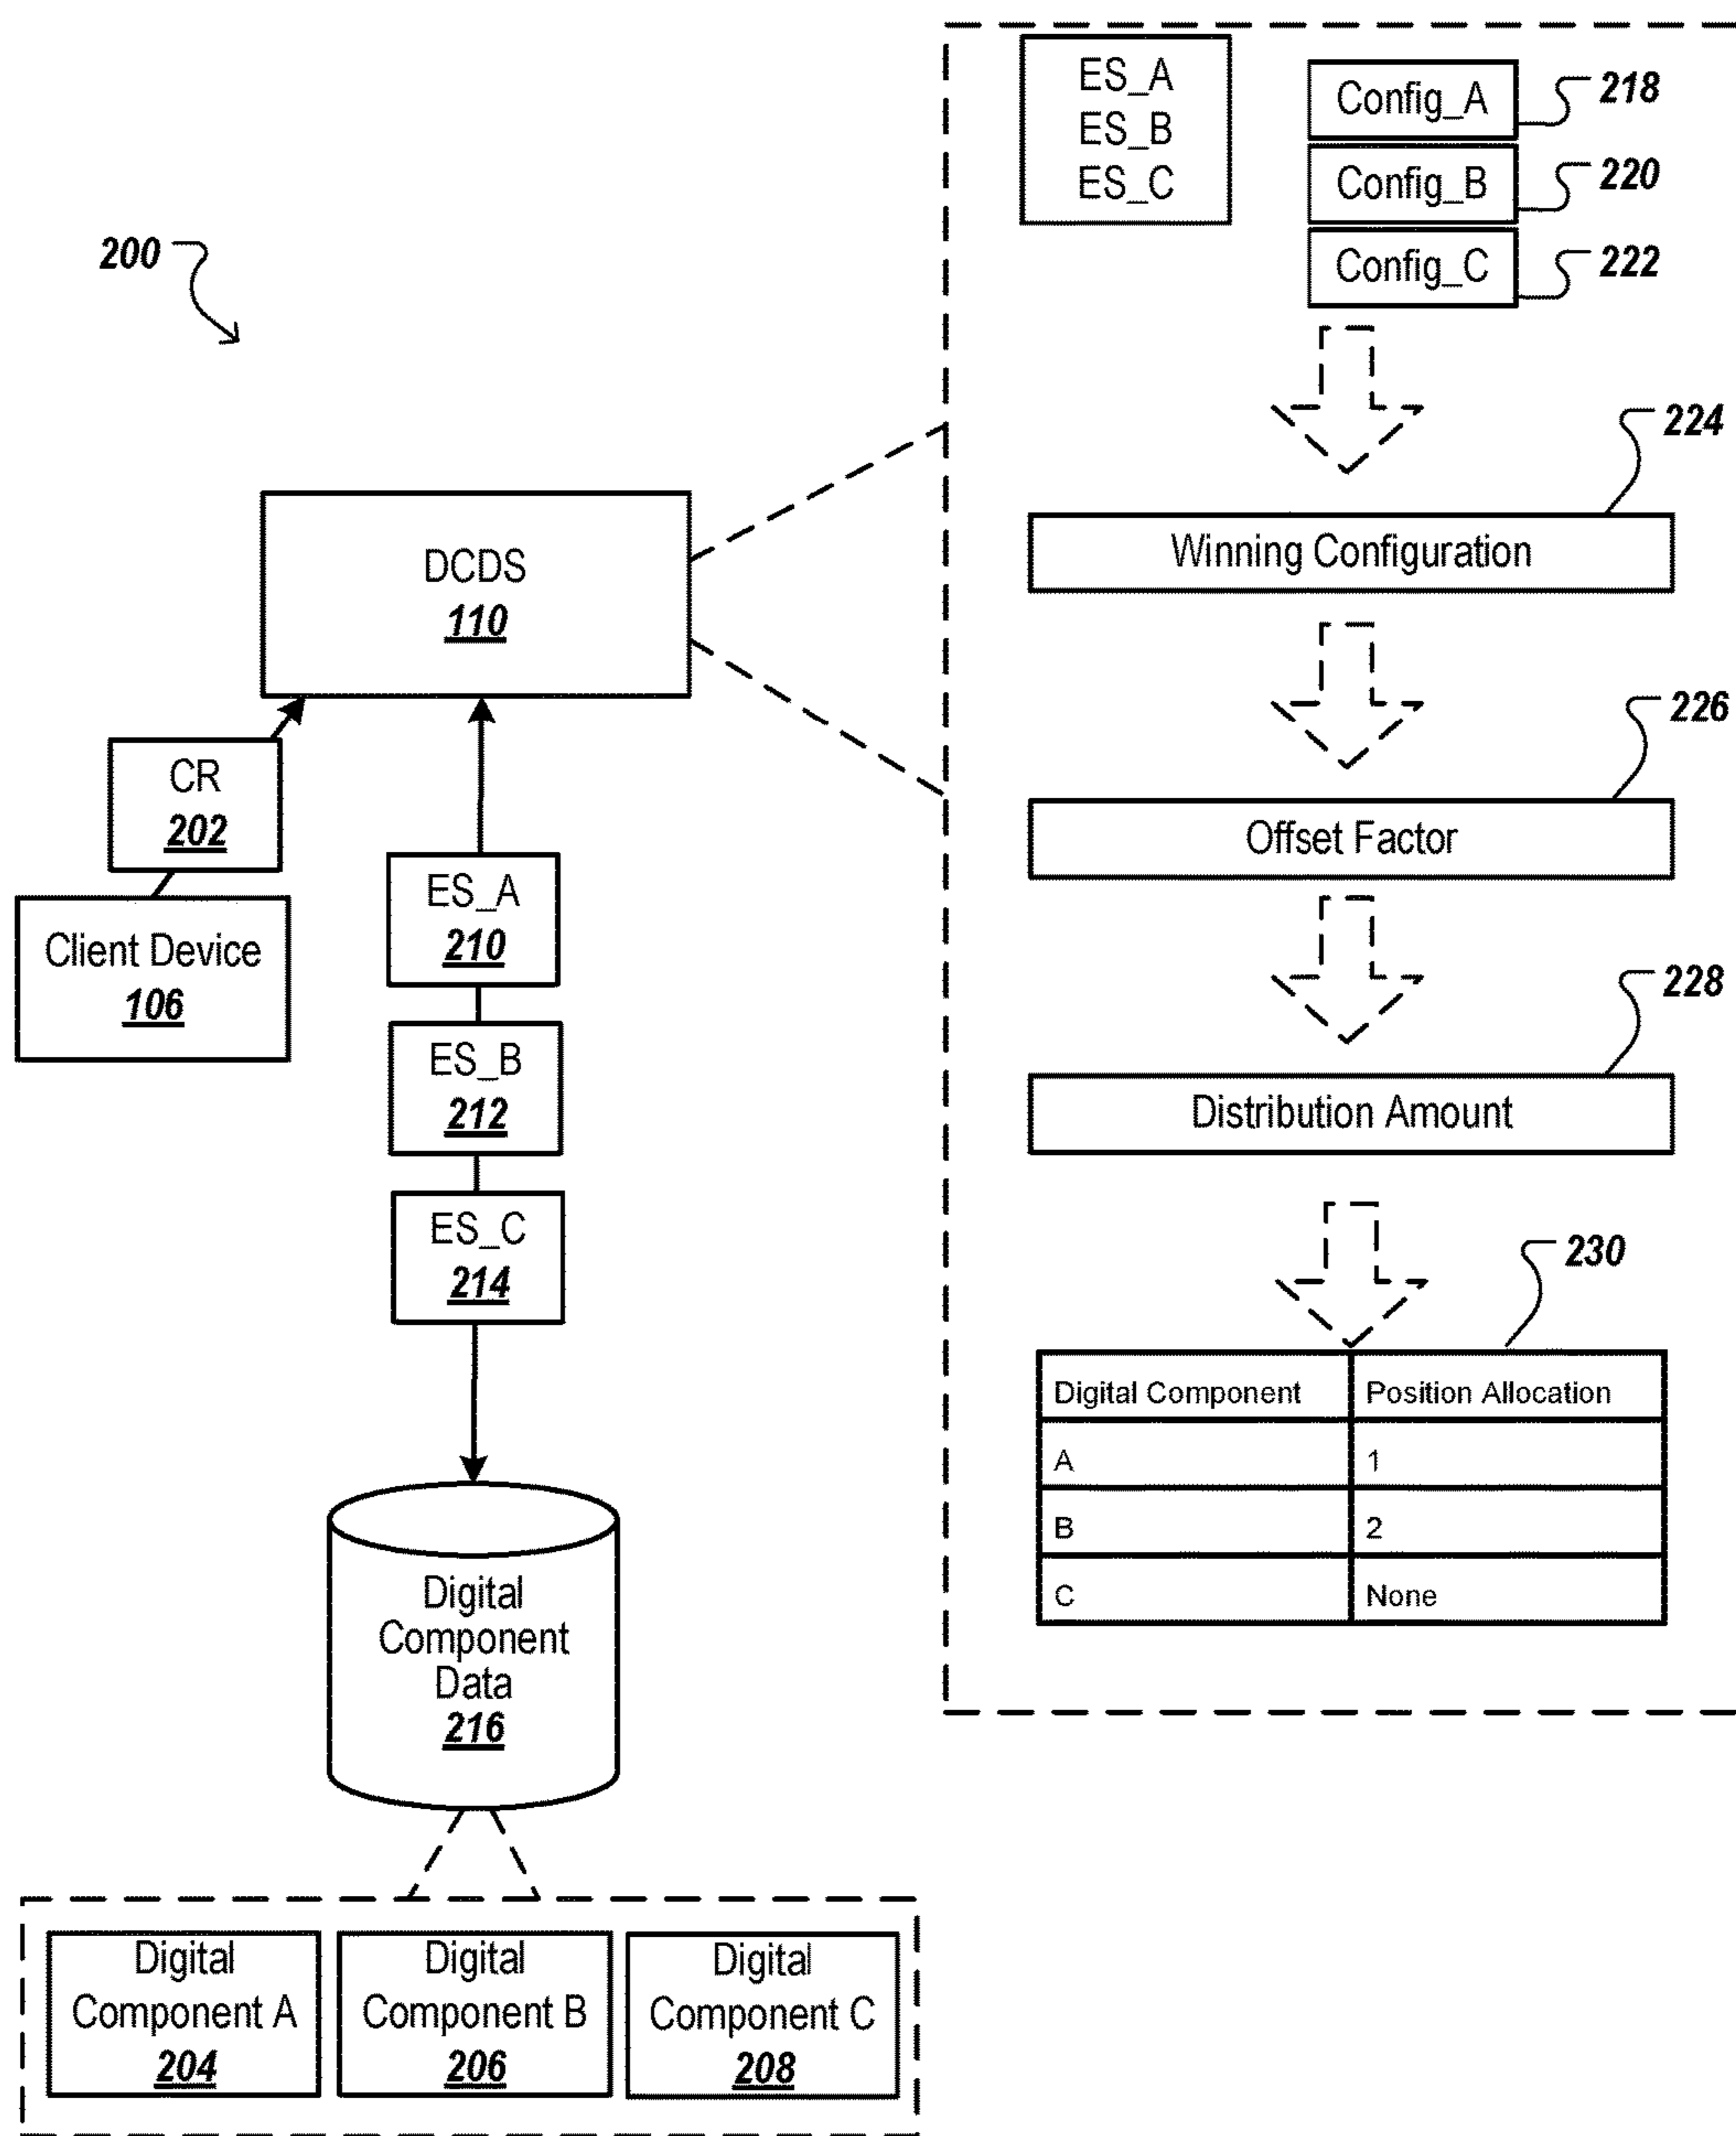 200
DCDS
110
CR
202
Client Device
106
ES_A
210
ES_B
212
ES_C
214
Digital
Component
Data
216
Digital
Component A
204
Digital
Component B
206
Digital
Component C
208
ES_A
ES_B
ES_C
Config_A
218
Config_B
220
Config_C
222
224
Winning Configuration
226
Offset Factor
228
Distribution Amount
230
Digital Component Position Allocation
A 1
B 2
C None